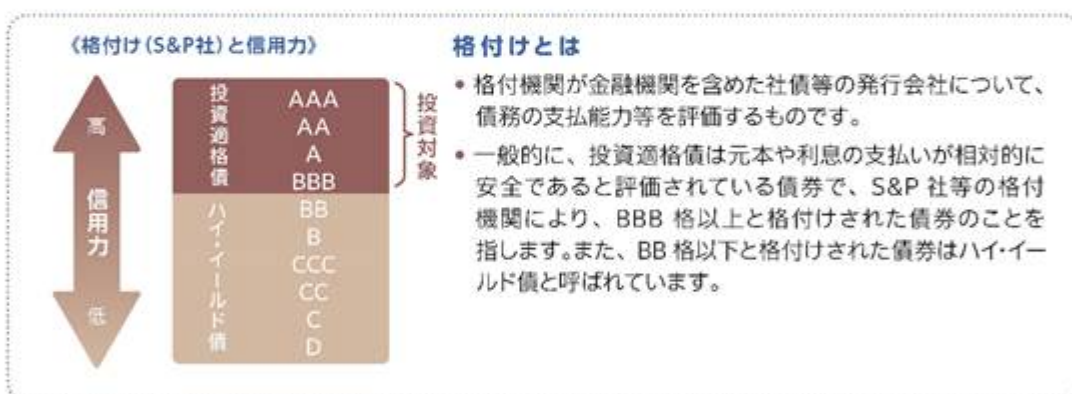 《格付け(S&P社)と信用力》
高
信用力
低
投資適格債
AAA
AA
A
BBB
投資対象
ハイ・イールド債
BB
B
CCC
CC
C
D
格付けとは
• 格付機関が金融機関を含めた社債等の発行会社について、
債務の支払能力等を評価するものです。
• 一般的に、投資適格債は元本や利息の支払いが相対的に
安全であると評価されている債券で、S&P 社等の格付
機関により、BBB 格以上と格付けされた債券のことを
指します。また、BB 格以下と格付けされた債券はハイ・イー
ルド債と呼ばれています。